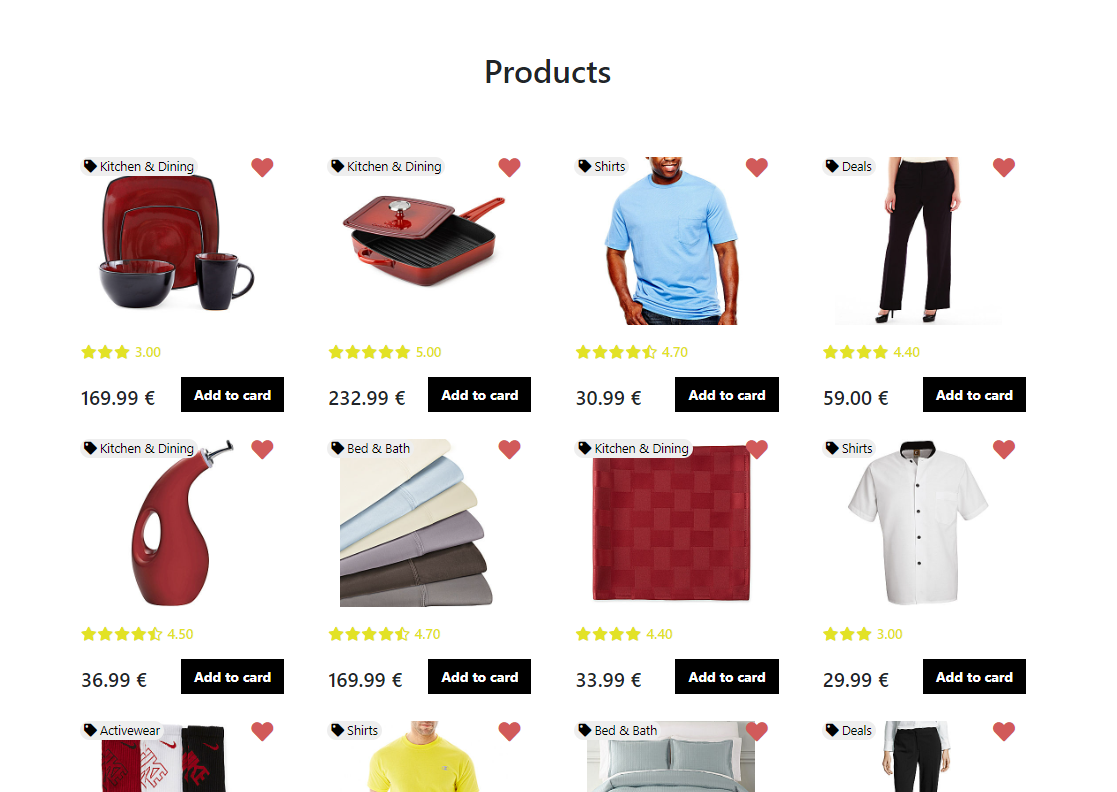 Products
Kitchen & Dining
Kitchen & Dining
Shirts
Deals
3.00
5.00
4.70
4.40
169.99 €
Add to card
232.99 €
Add to card
30.99 €
Add to card
59.00 €
Add to card
Kitchen & Dining
Bed & Bath
Kitchen & Dining
Shirts
4.50
4.70
4.40
3.00
36.99 €
Add to card
169.99 €
Add to card
33.99 €
Add to card
29.99 €
Add to card
Activewear
Shirts
Bed & Bath
Deals